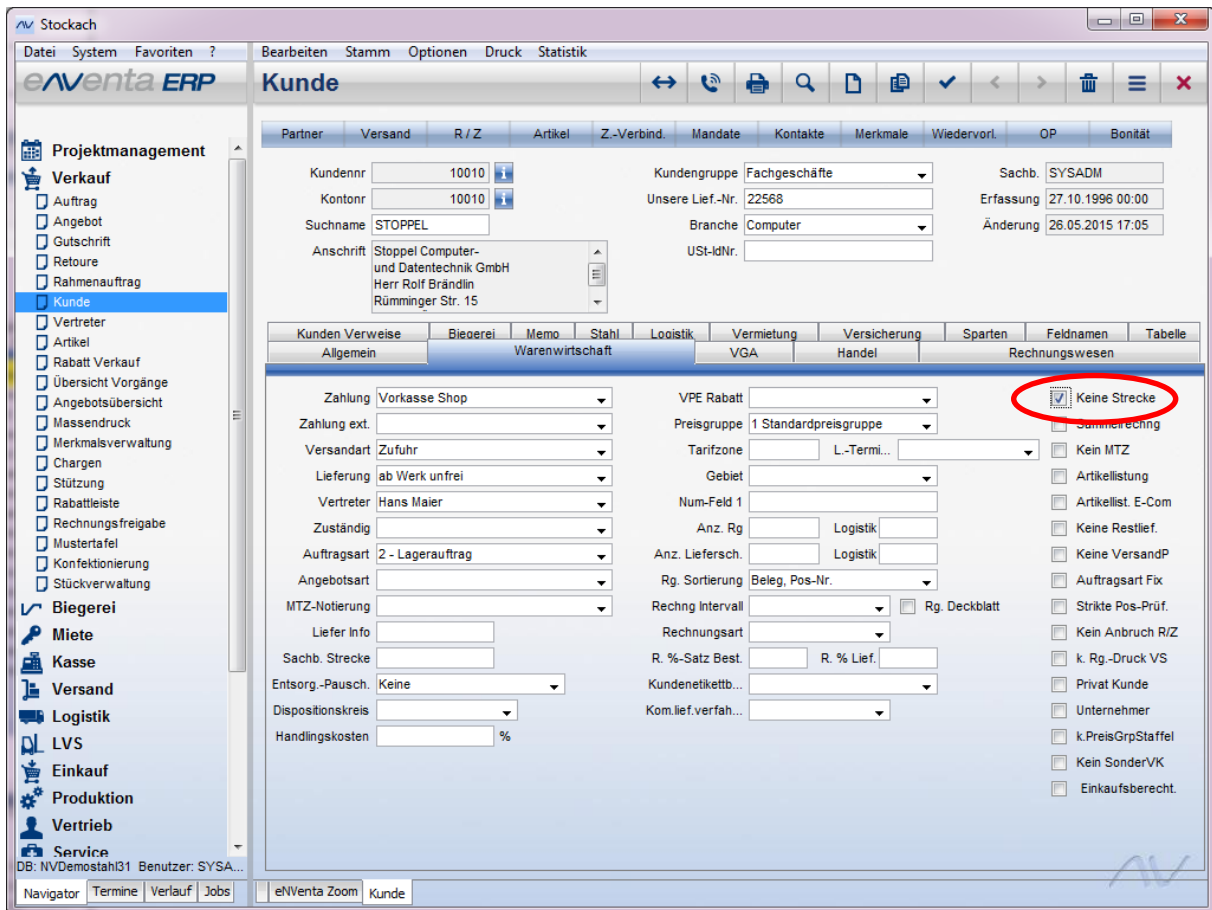 Stockach
Datei System Favoriten ?
Bearbeiten Stamm Optionen Druck Statistik
eNVenta ERP
Kunde
Projektmanagement
Verkauf
Auftrag
Angebot
Gutschrift
Retoure
Rahmenauftrag
Kunde
Vertreter
Artikel
Rabatt Verkauf
Übersicht Vorgänge
Angebotsübersicht
Massendruck
Merkmalsverwaltung
Chargen
Stützung
Rabattleiste
Rechnungsfreigabe
Mustertafel
Konfektionierung
Stückverwaltung
Biegerei
Miete
Kasse
Versand
Logistik
LVS
Einkauf
Produktion
Vertrieb
Service
DB: NVDemostahl31 Benutzer: SYSA...
Navigator Termine Verlauf Jobs
Partner Versand R / Z Artikel Z.-Verbind. Mandate Kontakte Merkmale Wiedervorl. OP Bonität
Kundennr 10010 Kundengruppe Fachgeschäfte Sachb. SYSADM
Kontonr 10010 Unsere Lief.-Nr. 22568 Erfassung 27.10.1996 00:00
Suchname STOPPEL Branche Computer Änderung 26.05.2015 17:05
Anschrift Stoppel Computer- USt-IdNr.
und Datentechnik GmbH
Herr Rolf Brändlin
Rümminger Str. 15
Kunden Verweise Biegerei Memo Stahl Logistik Vermietung Versicherung Sparten Feldnamen Tabelle
Allgemein Warenwirtschaft VGA Handel Rechnungswesen
Zahlung Vorkasse Shop VPE Rabatt Keine Strecke
Zahlung ext. Preisgruppe 1 Standardpreisgruppe Sammelrechng
Versandart Zufuhr Tarifzone L.-Termi... Kein MTZ
Lieferung ab Werk unfrei Gebiet Artikellistung
Vertreter Hans Maier Num-Feld 1 Artikellist. E-Com
Zuständig Anz. Rg Logistik Keine Restlief.
Auftragsart 2 - Lagerauftrag Anz. Liefersch. Logistik Keine VersandP
Angebotsart Rg. Sortierung Beleg, Pos-Nr. Auftragsart Fix
MTZ-Notierung Rechng Intervall Rg. Deckblatt Strikte Pos-Prüf.
Liefer Info Rechnungsart Kein Anbruch R/Z
Sachb. Strecke R. %-Satz Best. R. % Lief. k. Rg.-Druck VS
Entsorg.-Pausch. Keine Kundenetikettb... Privat Kunde
Dispositionskreis Kom.lief.verfah... Unternehmer
Handlingskosten % k.PreisGrpStaffel
Kein SonderVK
Einkaufsberecht.
eNVenta Zoom Kunde